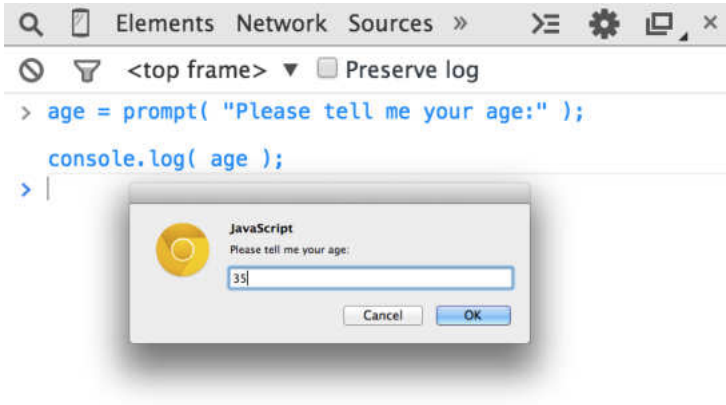 Elements Network Sources »
<top frame> ▼ Preserve log
> age = prompt( "Please tell me your age:" );
console.log( age );
>
JavaScript
Please tell me your age:
35
Cancel OK